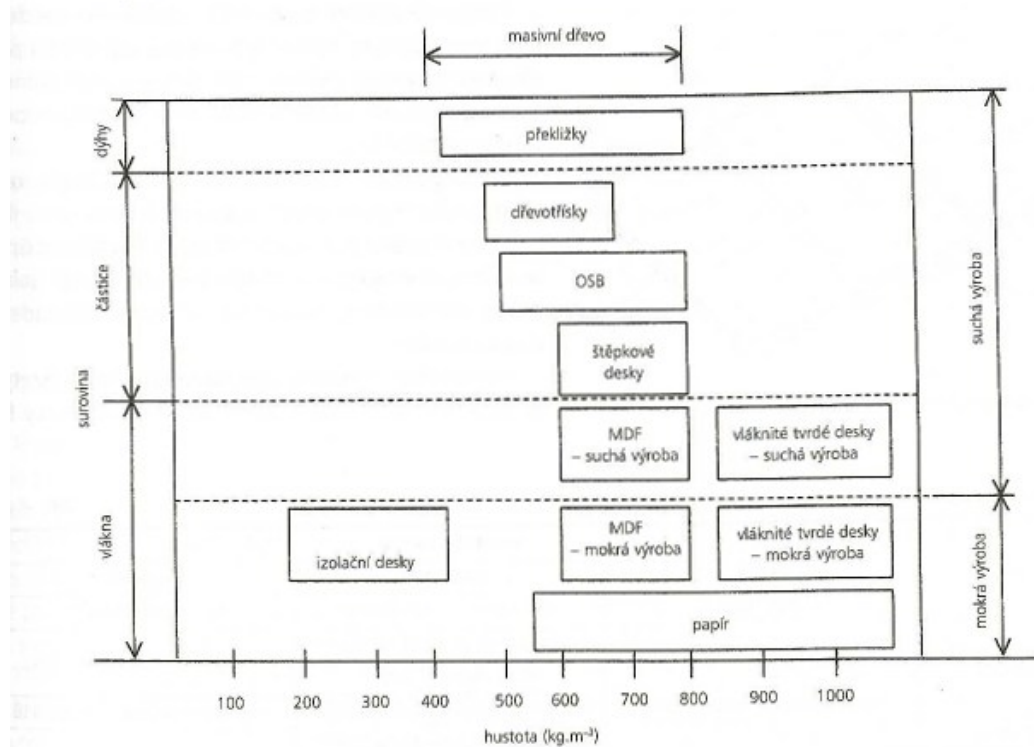 masivní dřevo
dýhy
překližky
částice
dřevotřísky
OSB
štěpkové
desky
suchá výroba
surovina
MDF
– suchá výroba
vláknité tvrdé desky
– suchá výroba
vlákna
izolační desky
MDF
– mokrá výroba
vláknité tvrdé desky
– mokrá výroba
mokrá výroba
papír
100 200 300 400 500 600 700 800 900 1000
hustota (kg.m⁻³)